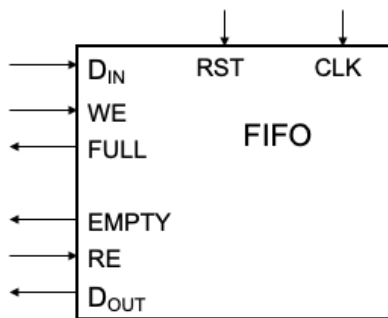 D_IN
RST
CLK
WE
FIFO
FULL
EMPTY
RE
D_OUT